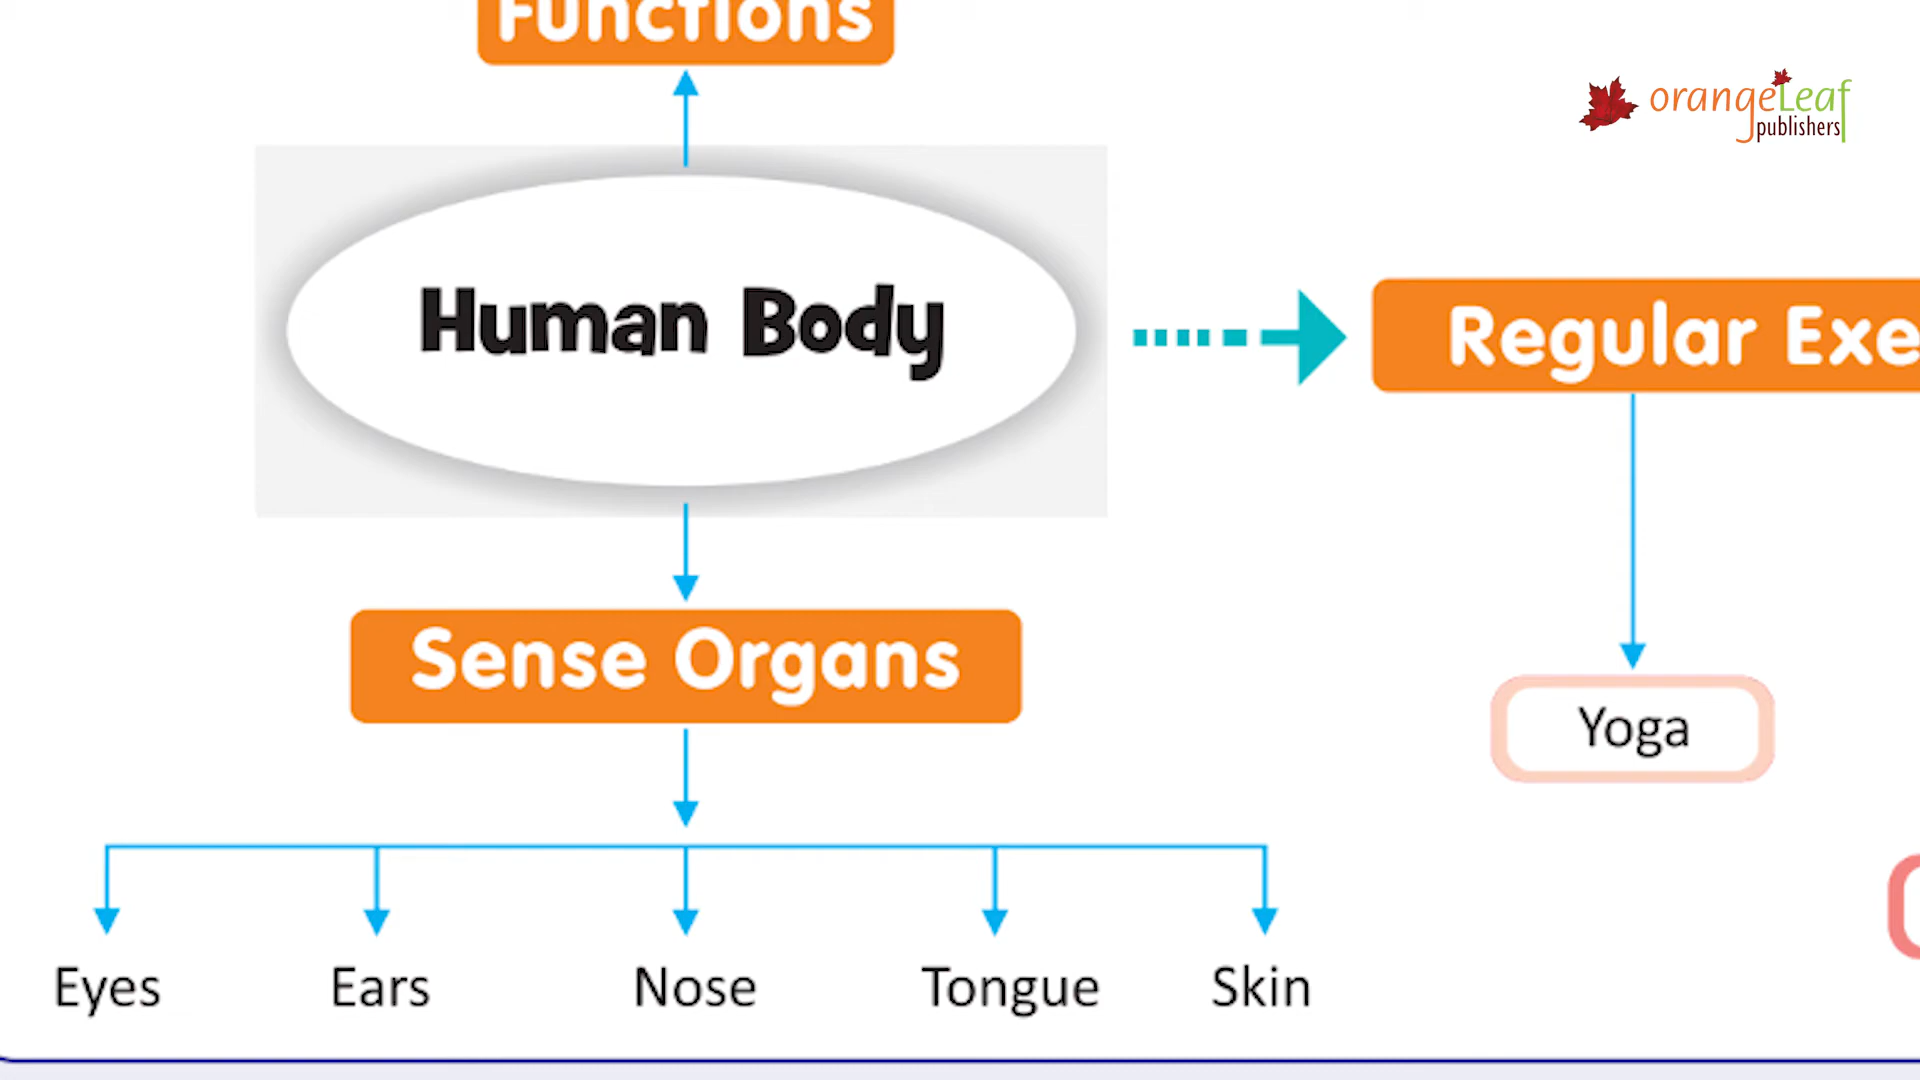 Functions
orangeLeaf
publishers
Human Body
Regular Exe
Sense Organs
Yoga
Eyes
Ears
Nose
Tongue
Skin